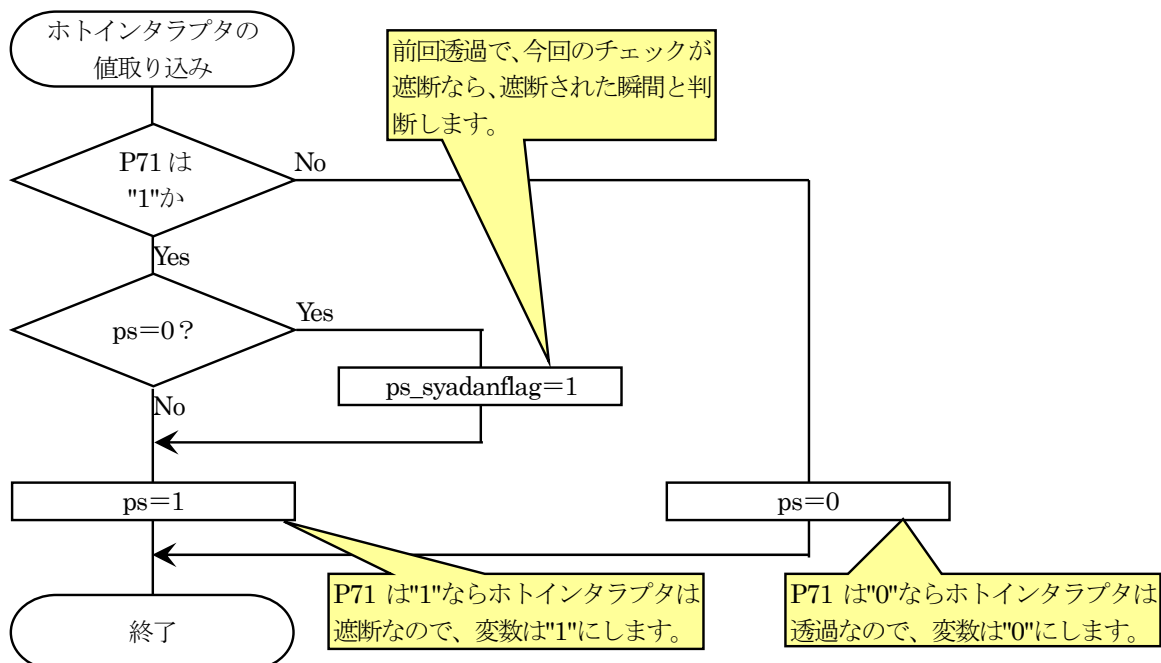 ホトインタラプタの
値取り込み
前回透過で、今回のチェックが
遮断なら、遮断された瞬間と判
断します。
P71 は
"1"か
No
Yes
ps＝0？
Yes
ps_syadanflag＝1
No
ps＝1
ps＝0
P71 は"1"ならホトインタラプタは
遮断なので、変数は"1"にします。
P71 は"0"ならホトインタラプタは
透過なので、変数は"0"にします。
終了